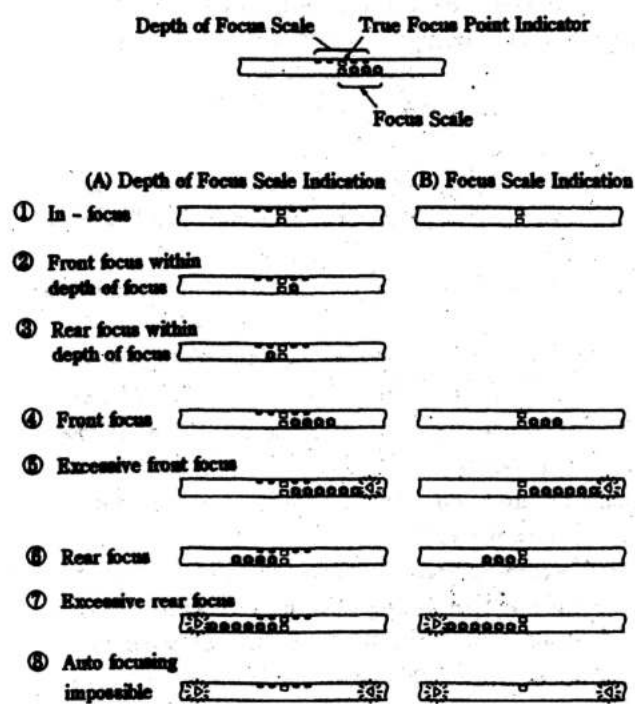 Depth of Focus Scale True Focus Point Indicator
Focus Scale
(A) Depth of Focus Scale Indication (B) Focus Scale Indication
① In - focus
② Front focus within
depth of focus
③ Rear focus within
depth of focus
④ Front focus
⑤ Excessive front focus
⑥ Rear focus
⑦ Excessive rear focus
⑧ Auto focusing
impossible